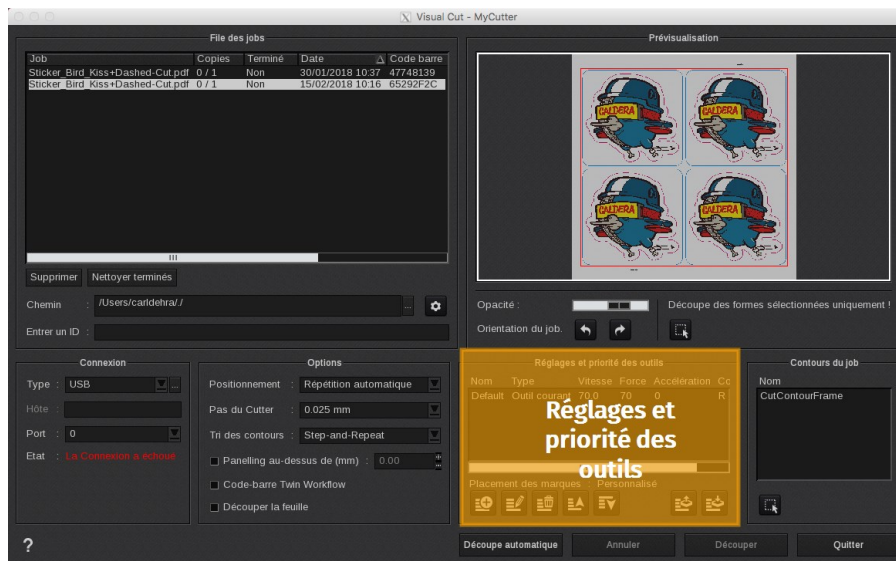 Visual Cut - MyCutter
File des jobs
Job Copies Terminé Date Code barre
Sticker_Bird_Kiss+Dashed-Cut.pdf 0 / 1 Non 30/01/2018 10:37 47748139
Sticker_Bird_Kiss+Dashed-Cut.pdf 0 / 1 Non 15/02/2018 10:16 65292F2C
Supprimer Nettoyer terminés
Chemin : /Users/carldehra/./ ...
Entrer un ID :
Prévisualisation
CALDERA CALDERA
CALDERA CALDERA
Opacité : Découpe des formes sélectionnées uniquement !
Orientation du job.
Connexion
Type : USB ...
Hôte :
Port : 0
Etat : La Connexion a échoué
Options
Positionnement : Répétition automatique
Pas du Cutter : 0.025 mm
Tri des contours : Step-and-Repeat
Panelling au-dessus de (mm) : 0.00
Code-barre Twin Workflow
Découper la feuille
Réglages et priorité des outils
Nom Type Vitesse Force Accélération Cc
Default Outil courant 70.0 70 0 R
Réglages et
priorité des
outils
Placement des marques : Personnalisé
Contours du job
Nom
CutContourFrame
? Découpe automatique Annuler Découper Quitter